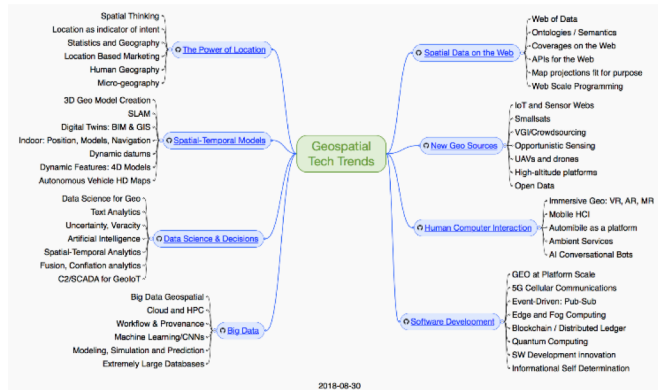 Geospatial
Tech Trends
The Power of Location
Spatial Thinking
Location as indicator of intent
Statistics and Geography
Location Based Marketing
Human Geography
Micro-geography
Spatial-Temporal Models
3D Geo Model Creation
SLAM
Digital Twins: BIM & GIS
Indoor: Position, Models, Navigation
Dynamic datums
Dynamic Features: 4D Models
Autonomous Vehicle HD Maps
Data Science & Decisions
Data Science for Geo
Text Analytics
Uncertainty, Veracity
Artificial Intelligence
Spatial-Temporal Analytics
Fusion, Conflation analytics
C2/SCADA for GeoIoT
Big Data
Big Data Geospatial
Cloud and HPC
Workflow & Provenance
Machine Learning/CNNs
Modeling, Simulation and Prediction
Extremely Large Databases
Spatial Data on the Web
Web of Data
Ontologies / Semantics
Coverages on the Web
APIs for the Web
Map projections fit for purpose
Web Scale Programming
New Geo Sources
IoT and Sensor Webs
Smallsats
VGI/Crowdsourcing
Opportunistic Sensing
UAVs and drones
High-altitude platforms
Open Data
Human Computer Interaction
Immersive Geo: VR, AR, MR
Mobile HCI
Automibile as a platform
Ambient Services
AI Conversational Bots
Software Development
GEO at Platform Scale
5G Cellular Communications
Event-Driven: Pub-Sub
Edge and Fog Computing
Blockchain / Distributed Ledger
Quantum Computing
SW Development innovation
Informational Self Determination
2018-08-30